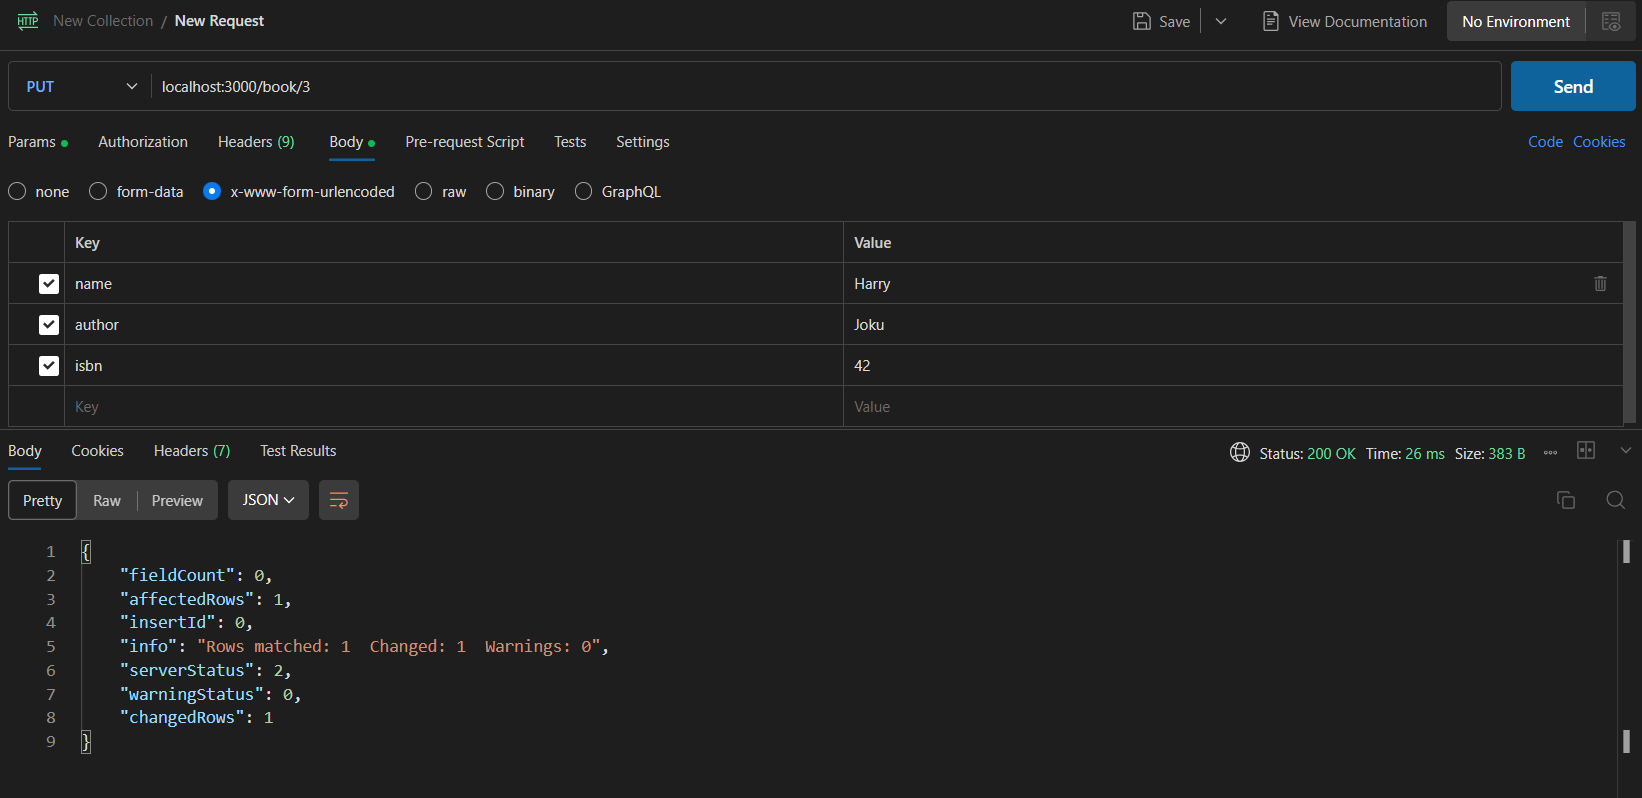 HTTP New Collection / New Request Save View Documentation No Environment
PUT localhost:3000/book/3 Send
Params Authorization Headers (9) Body Pre-request Script Tests Settings Code Cookies
none form-data x-www-form-urlencoded raw binary GraphQL
Key Value
name Harry
author Joku
isbn 42
Key Value
Body Cookies Headers (7) Test Results Status: 200 OK Time: 26 ms Size: 383 B
Pretty Raw Preview JSON
1 {
2 "fieldCount": 0,
3 "affectedRows": 1,
4 "insertId": 0,
5 "info": "Rows matched: 1  Changed: 1  Warnings: 0",
6 "serverStatus": 2,
7 "warningStatus": 0,
8 "changedRows": 1
9 }